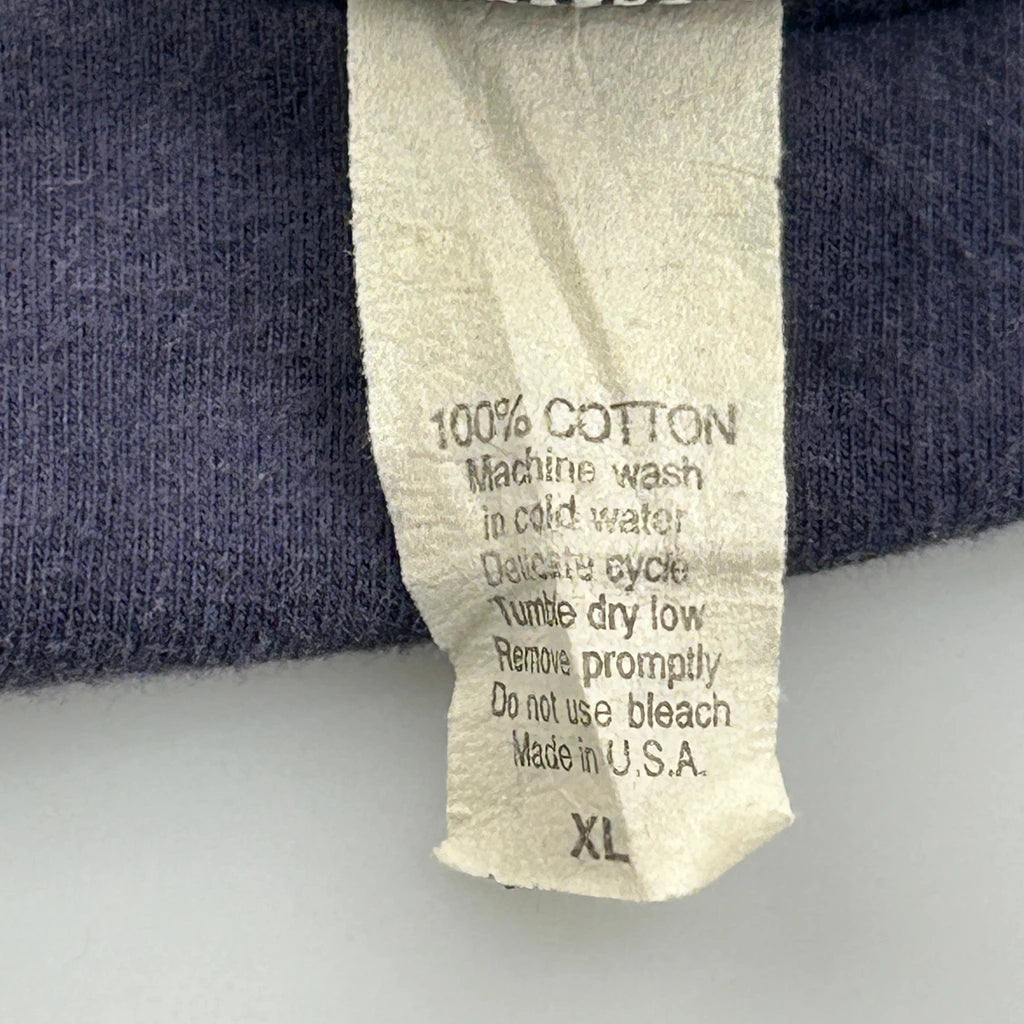 100% COTTON
Machine wash
in cold water
Delicate cycle
Tumble dry low
Remove promptly
Do not use bleach
Made in U.S.A.
XL